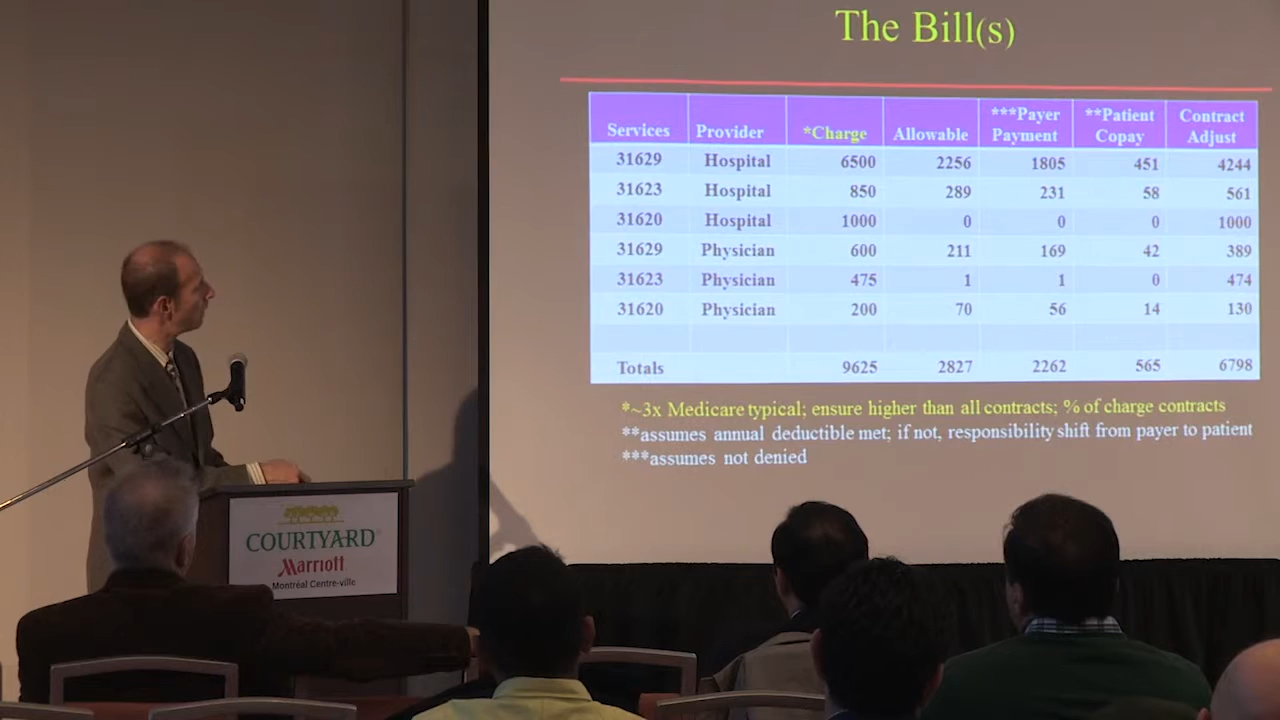 The Bill(s)
Services Provider *Charge Allowable ***Payer Payment **Patient Copay Contract Adjust
31629 Hospital 6500 2256 1805 451 4244
31623 Hospital 850 289 231 58 561
31620 Hospital 1000 0 0 0 1000
31629 Physician 600 211 169 42 389
31623 Physician 475 1 1 0 474
31620 Physician 200 70 56 14 130
Totals 9625 2827 2262 565 6798
*~3x Medicare typical; ensure higher than all contracts; % of charge contracts
**assumes annual deductible met; if not, responsibility shift from payer to patient
***assumes not denied
COURTYARD®
Marriott
Montréal Centre-ville